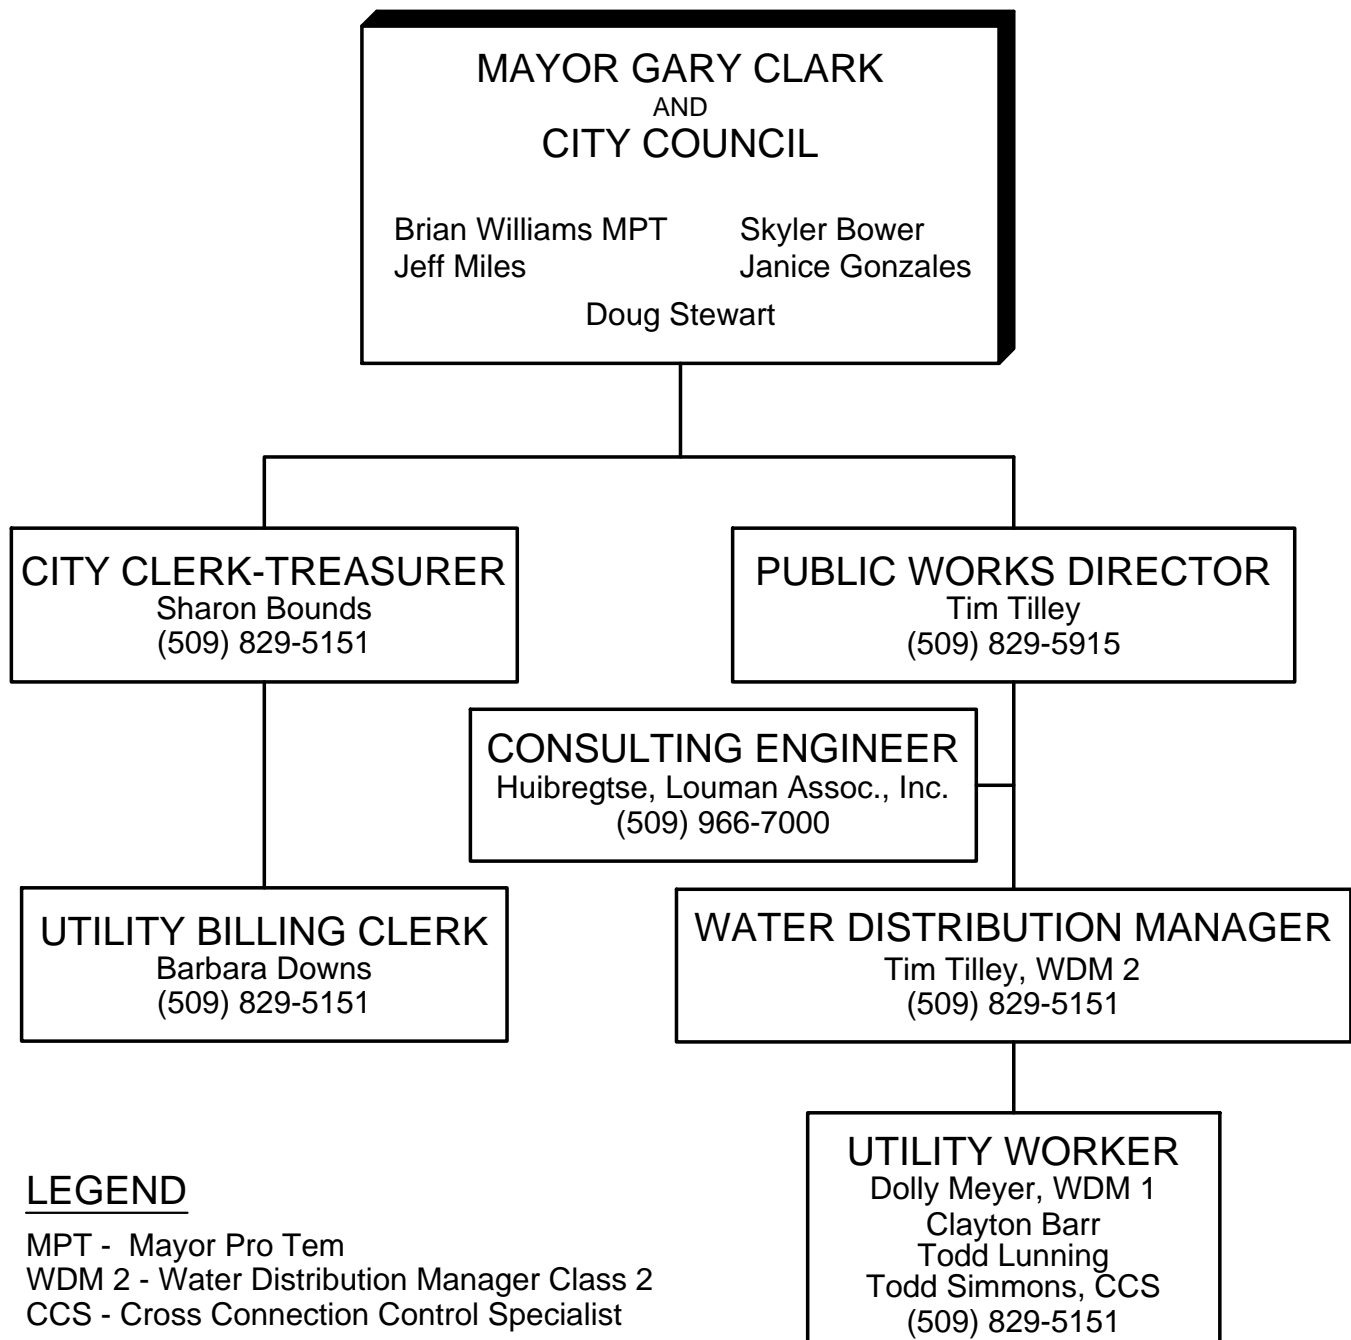 MAYOR GARY CLARK
AND
CITY COUNCIL
Brian Williams MPT Skyler Bower
Jeff Miles Janice Gonzales
Doug Stewart
CITY CLERK-TREASURER
Sharon Bounds
(509) 829-5151
PUBLIC WORKS DIRECTOR
Tim Tilley
(509) 829-5915
CONSULTING ENGINEER
Huibregtse, Louman Assoc., Inc.
(509) 966-7000
UTILITY BILLING CLERK
Barbara Downs
(509) 829-5151
WATER DISTRIBUTION MANAGER
Tim Tilley, WDM 2
(509) 829-5151
UTILITY WORKER
Dolly Meyer, WDM 1
Clayton Barr
Todd Lunning
Todd Simmons, CCS
(509) 829-5151
LEGEND
MPT - Mayor Pro Tem
WDM 2 - Water Distribution Manager Class 2
CCS - Cross Connection Control Specialist